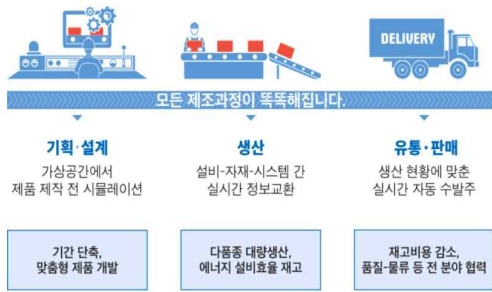 DELIVERY
모든 제조과정이 똑똑해집니다.
기획·설계
가상공간에서
제품 제작 전 시뮬레이션
기간 단축,
맞춤형 제품 개발
생산
설비-자재-시스템 간
실시간 정보교환
다품종 대량생산,
에너지 설비효율 재고
유통·판매
생산 현황에 맞춘
실시간 자동 수발주
재고비용 감소,
품질-물류 등 전 분야 협력